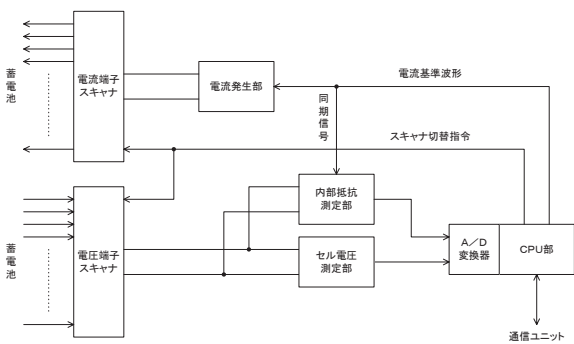 蓄電池
電流端子
スキャナ
電流発生部
電流基準波形
同期信号
スキャナ切替指令
蓄電池
電圧端子
スキャナ
内部抵抗
測定部
セル電圧
測定部
A/D
変換器
CPU部
通信ユニット